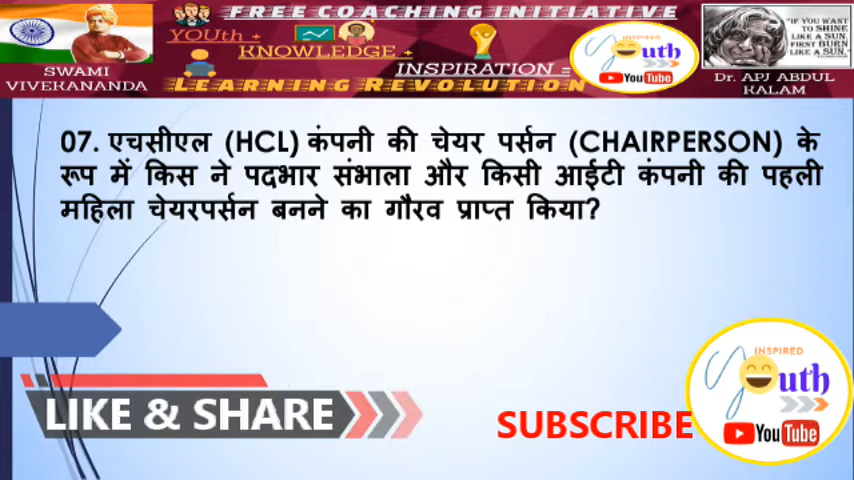 FREE COACHING INITIATIVE
YOUth +
KNOWLEDGE +
INSPIRATION =
LEARNING REVOLUTION
SWAMI
VIVEKANANDA
INSPIRED
Youth
YouTube
"IF YOU WANT
TO SHINE
LIKE A SUN,
FIRST BURN
LIKE A SUN."
Dr. APJ ABDUL
KALAM
07. एचसीएल (HCL) कंपनी की चेयर पर्सन (CHAIRPERSON) के
रूप में किस ने पदभार संभाला और किसी आईटी कंपनी की पहली
महिला चेयरपर्सन बनने का गौरव प्राप्त किया?
LIKE & SHARE
SUBSCRIBE
INSPIRED
Youth
YouTube